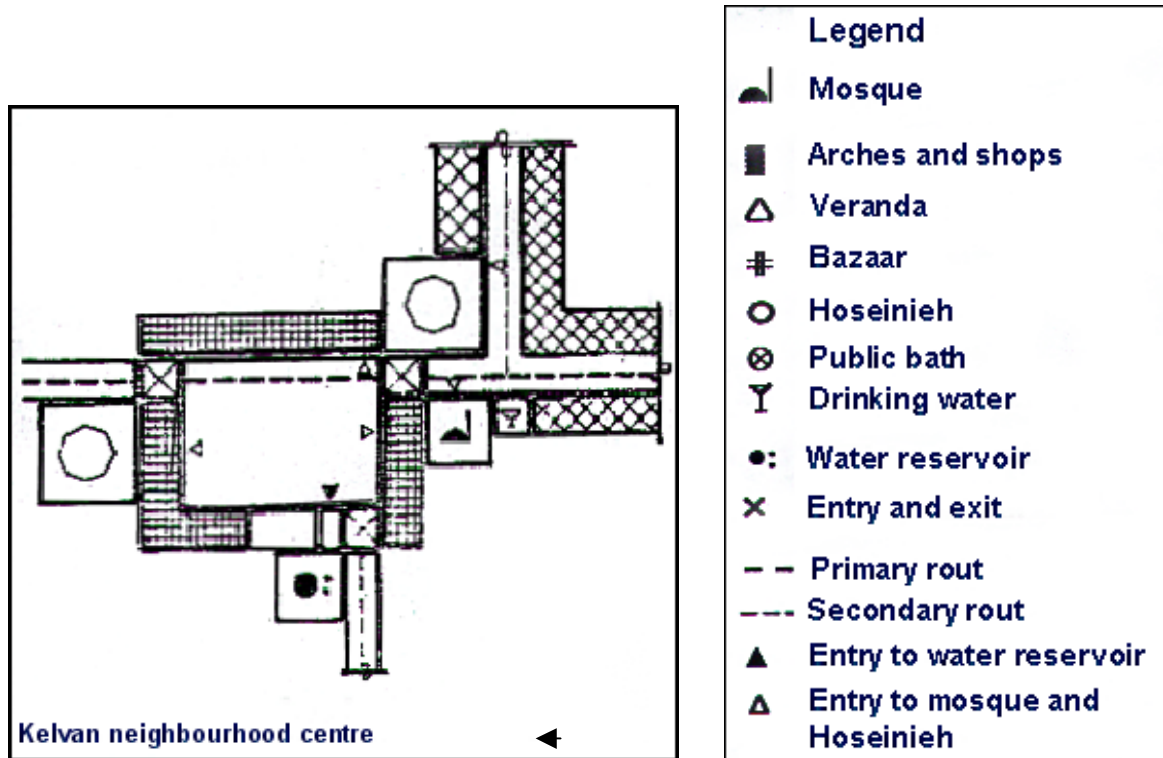 Kelvan neighbourhood centre
Legend
Mosque
Arches and shops
Veranda
Bazaar
Hoseinieh
Public bath
Drinking water
Water reservoir
Entry and exit
Primary rout
Secondary rout
Entry to water reservoir
Entry to mosque and
Hoseinieh